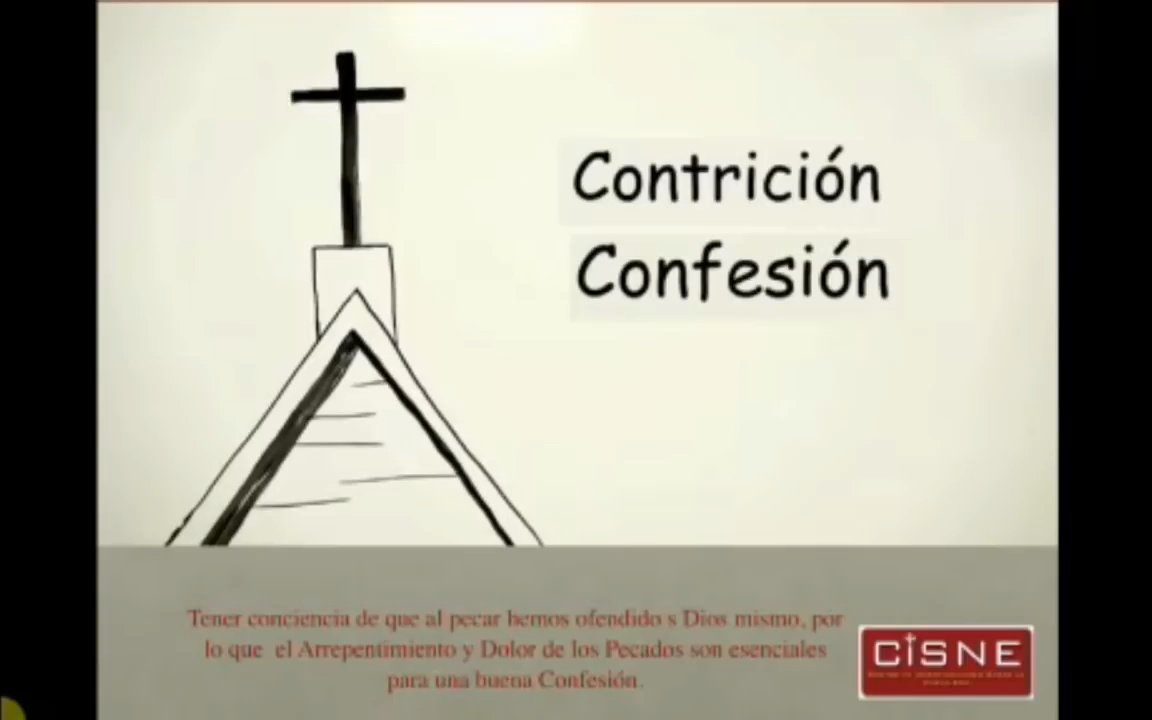 Contrición
Confesión
Tener conciencia de que al pecar hemos ofendido s Dios mismo, por
lo que el Arrepentimiento y Dolor de los Pecados son esenciales
para una buena Confesión.
CISNE